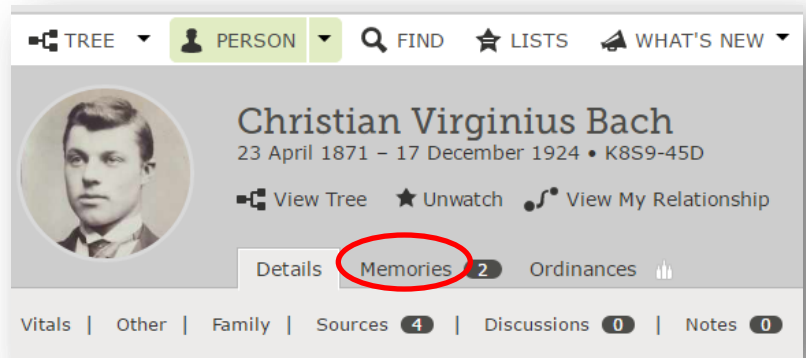 TREE PERSON FIND LISTS WHAT'S NEW
Christian Virginius Bach
23 April 1871 – 17 December 1924 • K8S9-45D
View Tree Unwatch View My Relationship
Details Memories 2 Ordinances
Vitals | Other | Family | Sources 4 | Discussions 0 | Notes 0